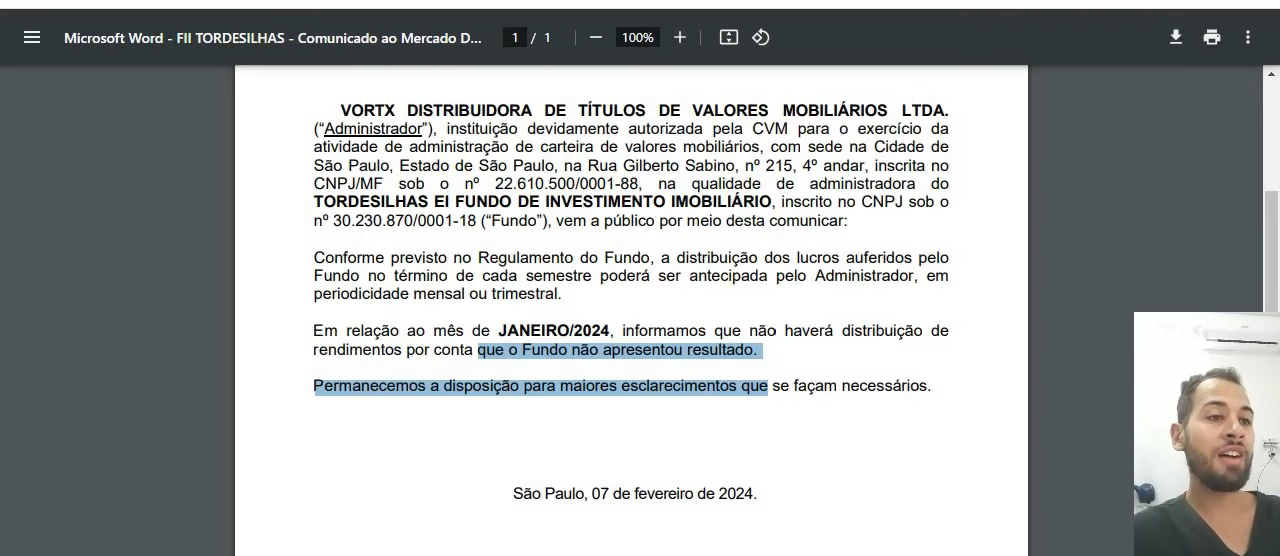 Microsoft Word - FII TORDESILHAS - Comunicado ao Mercado D...
1 / 1
100%
VORTX DISTRIBUIDORA DE TÍTULOS DE VALORES MOBILIÁRIOS LTDA.
(“Administrador”), instituição devidamente autorizada pela CVM para o exercício da
atividade de administração de carteira de valores mobiliários, com sede na Cidade de
São Paulo, Estado de São Paulo, na Rua Gilberto Sabino, nº 215, 4º andar, inscrita no
CNPJ/MF sob o nº 22.610.500/0001-88, na qualidade de administradora do
TORDESILHAS EI FUNDO DE INVESTIMENTO IMOBILIÁRIO, inscrito no CNPJ sob o
nº 30.230.870/0001-18 (“Fundo”), vem a público por meio desta comunicar:
Conforme previsto no Regulamento do Fundo, a distribuição dos lucros auferidos pelo
Fundo no término de cada semestre poderá ser antecipada pelo Administrador, em
periodicidade mensal ou trimestral.
Em relação ao mês de JANEIRO/2024, informamos que não haverá distribuição de
rendimentos por conta que o Fundo não apresentou resultado.
Permanecemos a disposição para maiores esclarecimentos que se façam necessários.
São Paulo, 07 de fevereiro de 2024.